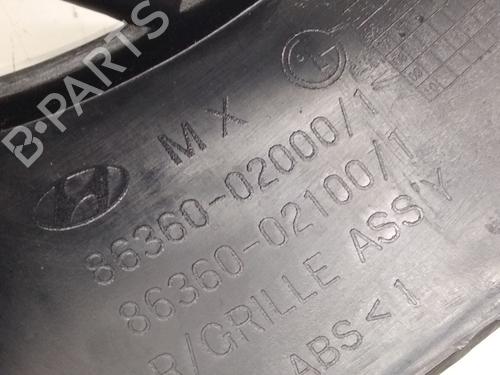 MX
86360-02000/1
86360-02100/1
R/GRILLE ASS'Y
ABS < 1
B-PARTS